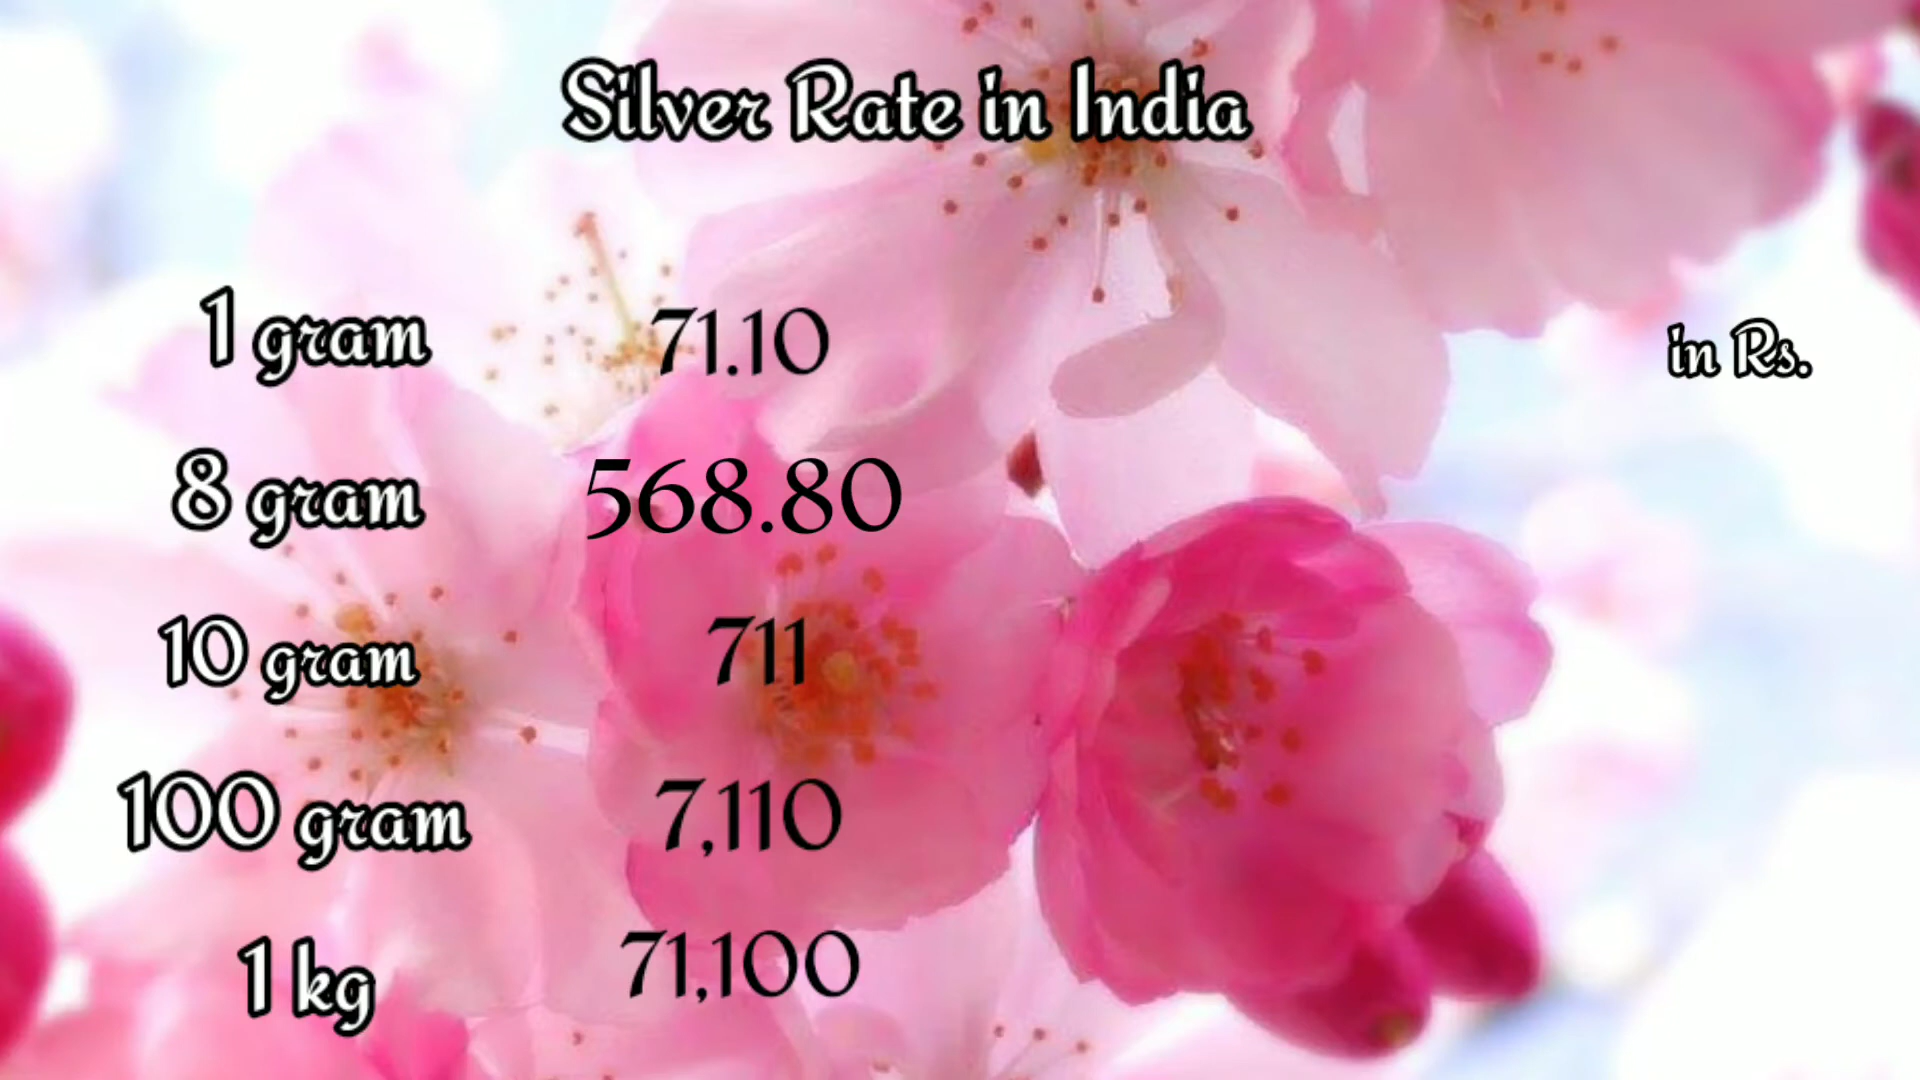 Silver Rate in India
1 gram 71.10 in Rs.
8 gram 568.80
10 gram 711
100 gram 7,110
1 kg 71,100